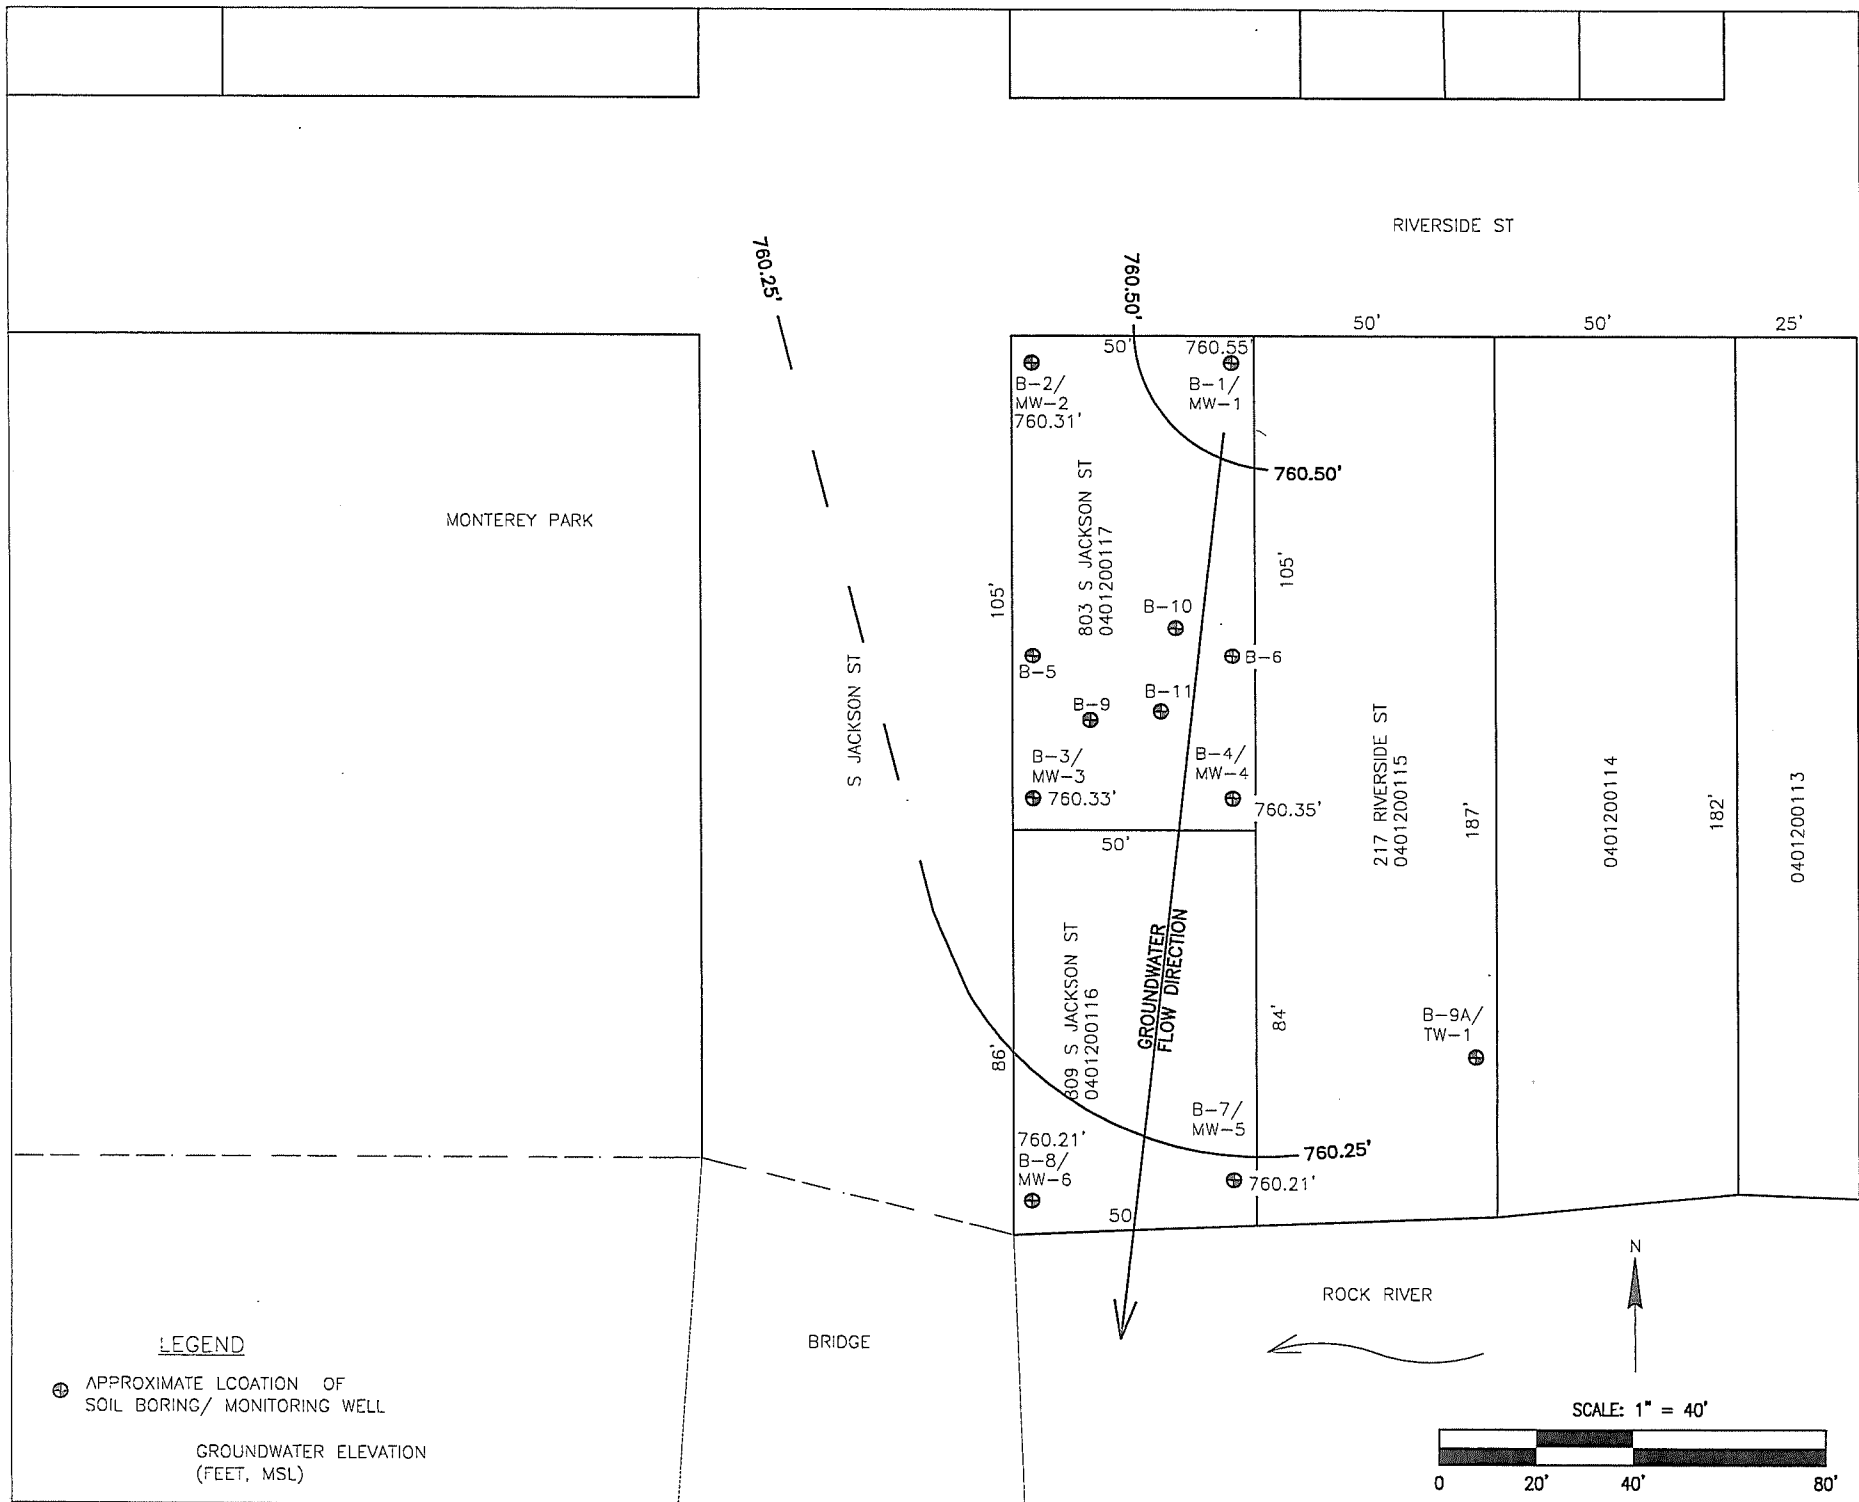 RIVERSIDE ST
760.25'
760.50'
50'
50'
25'
50'
760.55'
B-2/
MW-2
760.31'
B-1/
MW-1
760.50'
MONTEREY PARK
803 S JACKSON ST
0401200117
105'
105'
B-10
B-5
B-6
B-9
B-11
S JACKSON ST
B-3/
MW-3
760.33'
B-4/
MW-4
760.35'
217 RIVERSIDE ST
0401200115
187'
0401200114
182'
0401200113
50'
809 S JACKSON ST
0401200116
GROUNDWATER
FLOW DIRECTION
86'
84'
B-9A/
TW-1
B-7/
MW-5
760.21'
B-8/
MW-6
760.25'
760.21'
50
N
ROCK RIVER
BRIDGE
LEGEND
APPROXIMATE LCOATION OF
SOIL BORING/ MONITORING WELL
GROUNDWATER ELEVATION
(FEET, MSL)
SCALE: 1" = 40'
0 20' 40' 80'